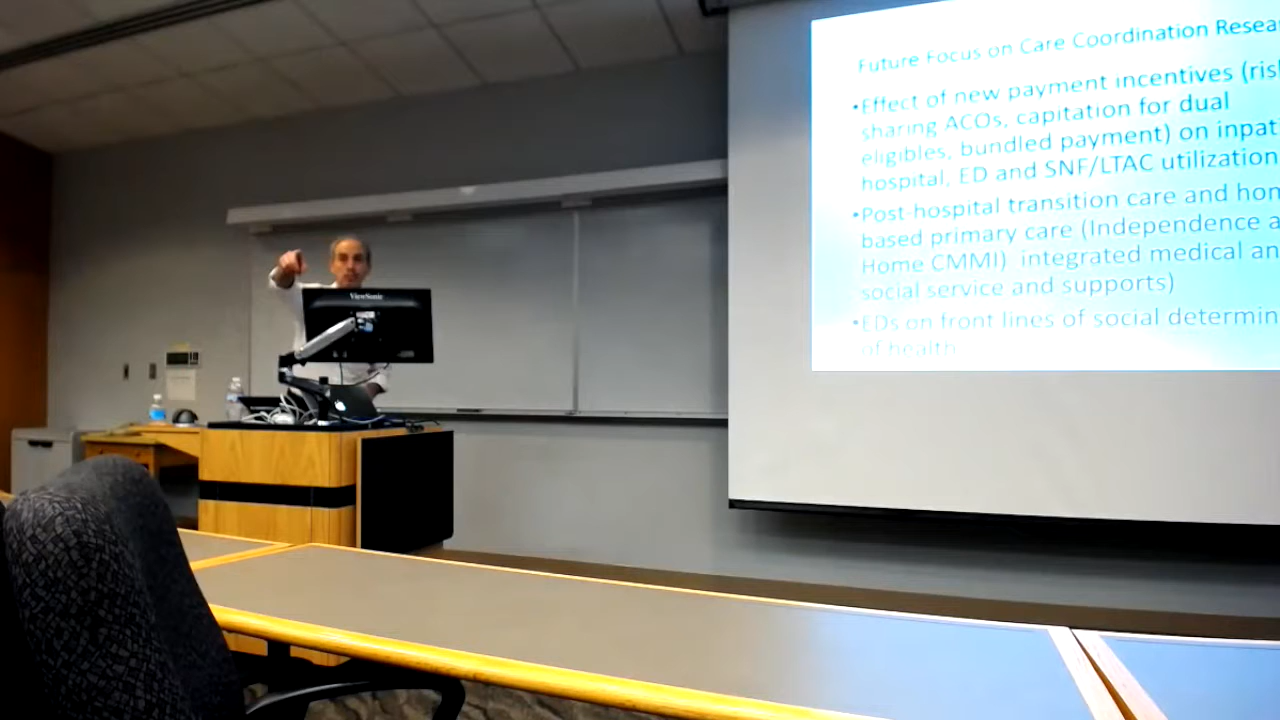 Future Focus on Care Coordination Resea
•Effect of new payment incentives (ris
sharing ACOs, capitation for dual
eligibles, bundled payment) on inpati
hospital, ED and SNF/LTAC utilization
•Post-hospital transition care and hom
based primary care (Independence a
Home CMMI) integrated medical an
social service and supports)
•EDs on front lines of social determin
of health
ViewSonic